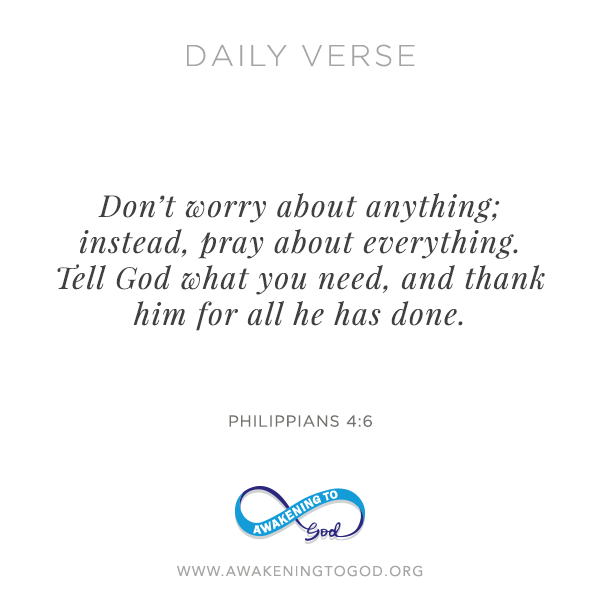 DAILY VERSE
Don’t worry about anything;
instead, pray about everything.
Tell God what you need, and thank
him for all he has done.
PHILIPPIANS 4:6
AWAKENING TO
God
WWW.AWAKENINGTOGOD.ORG